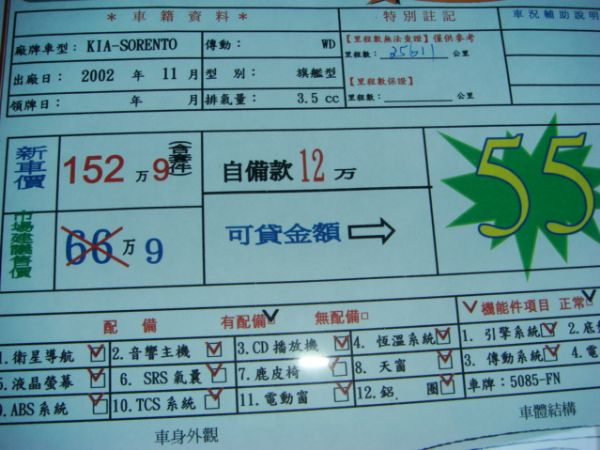 * 車籍資料 *
特別註記
車況輔助說明
廠牌車型： KIA-SORENTO 傳動： WD
【里程數無法查證】僅供參考
里程數： 25611 公里
出廠日： 2002 年 11 月 型 別： 旗艦型
【里程數保證】
里程數： 公里
領牌日： 年 月 排氣量： 3.5 cc
新車價 152 万 9 (含套件)
自備款 12 万
55
市場建議售價 66 万 9
可貸金額
配 備 有配備 無配備□
機能件項目 正常
1.衛星導航 2.音響主機 3.CD 播放機 4. 恆溫系統
1. 引擎系統 2. 底盤
5.液晶螢幕 6. SRS 氣囊 7.鹿皮椅 8. 天窗
3. 傳動系統 4. 電
9.ABS 系統 10.TCS 系統 11.電動窗 12.鋁 圈
車牌：5085-FN
車身外觀
車體結構